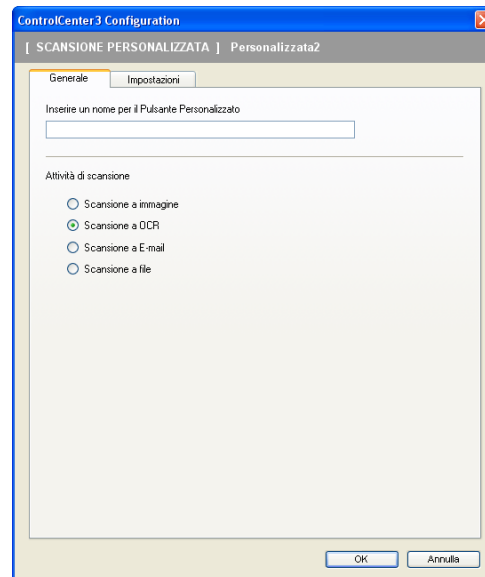 ControlCenter3 Configuration
[ SCANSIONE PERSONALIZZATA ] Personalizzata2
Generale Impostazioni
Inserire un nome per il Pulsante Personalizzato
Attività di scansione
Scansione a immagine
Scansione a OCR
Scansione a E-mail
Scansione a file
OK Annulla